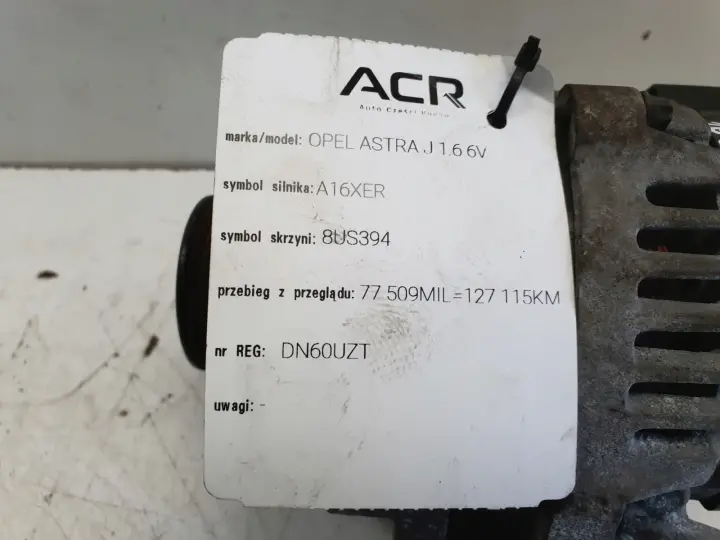 ACR
Auto Części
marka/model: OPEL ASTRA J 1.6 6V
symbol silnika: A16XER
symbol skrzyni: 8US394
przebieg z przeglądu: 77 509MIL=127 115KM
nr REG: DN60UZT
uwagi: -